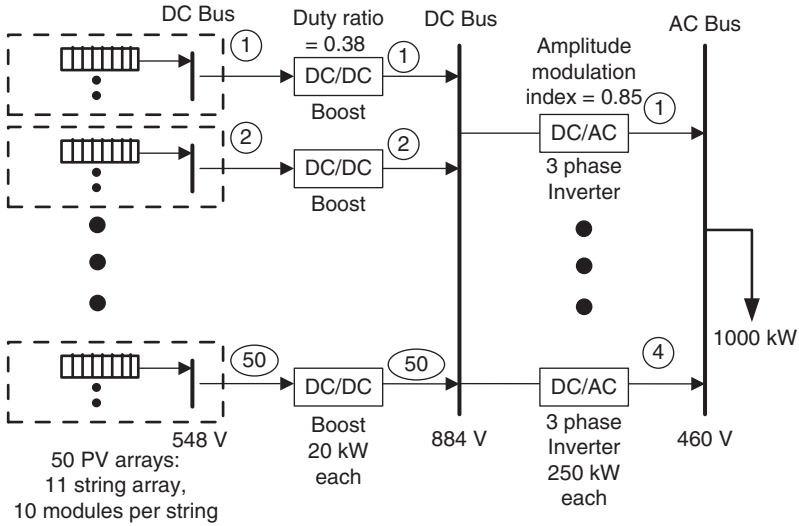 DC Bus
Duty ratio
= 0.38
DC Bus
AC Bus
1
DC/DC
1
Boost
Amplitude
modulation
index = 0.85
1
DC/AC
3 phase
Inverter
2
DC/DC
2
Boost
1000 kW
50
DC/DC
50
Boost
20 kW
each
4
DC/AC
3 phase
Inverter
250 kW
each
548 V
884 V
460 V
50 PV arrays:
11 string array,
10 modules per string